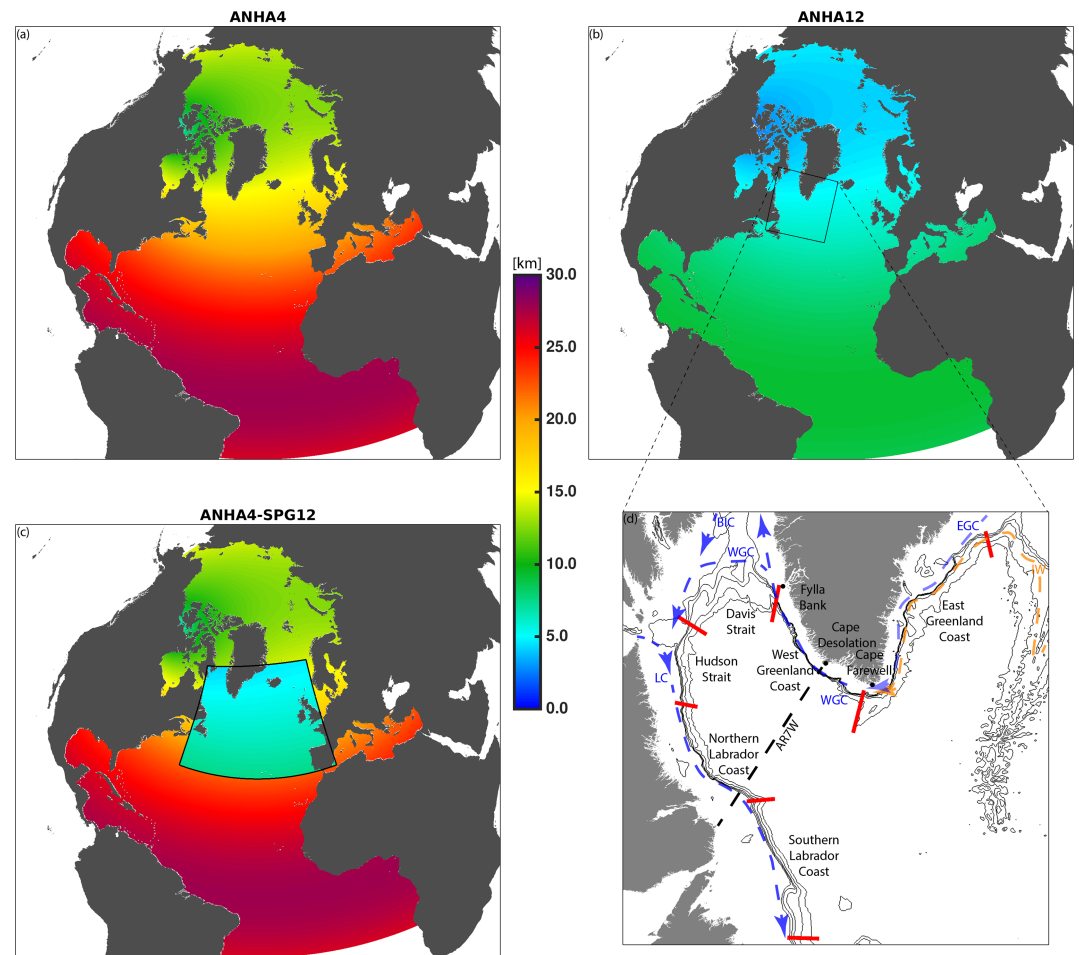 ANHA4
ANHA12
(a)
(b)
[km]
30.0
25.0
20.0
15.0
10.0
5.0
0.0
ANHA4-SPG12
(c)
(d)
BIC
WGC
EGC
Fylla
Bank
Davis
Strait
Cape
Desolation
East
Greenland
Coast
Hudson
Strait
West
Greenland
Coast
Cape
Farewell
LC
WGC
AR7W
Northern
Labrador
Coast
Southern
Labrador
Coast